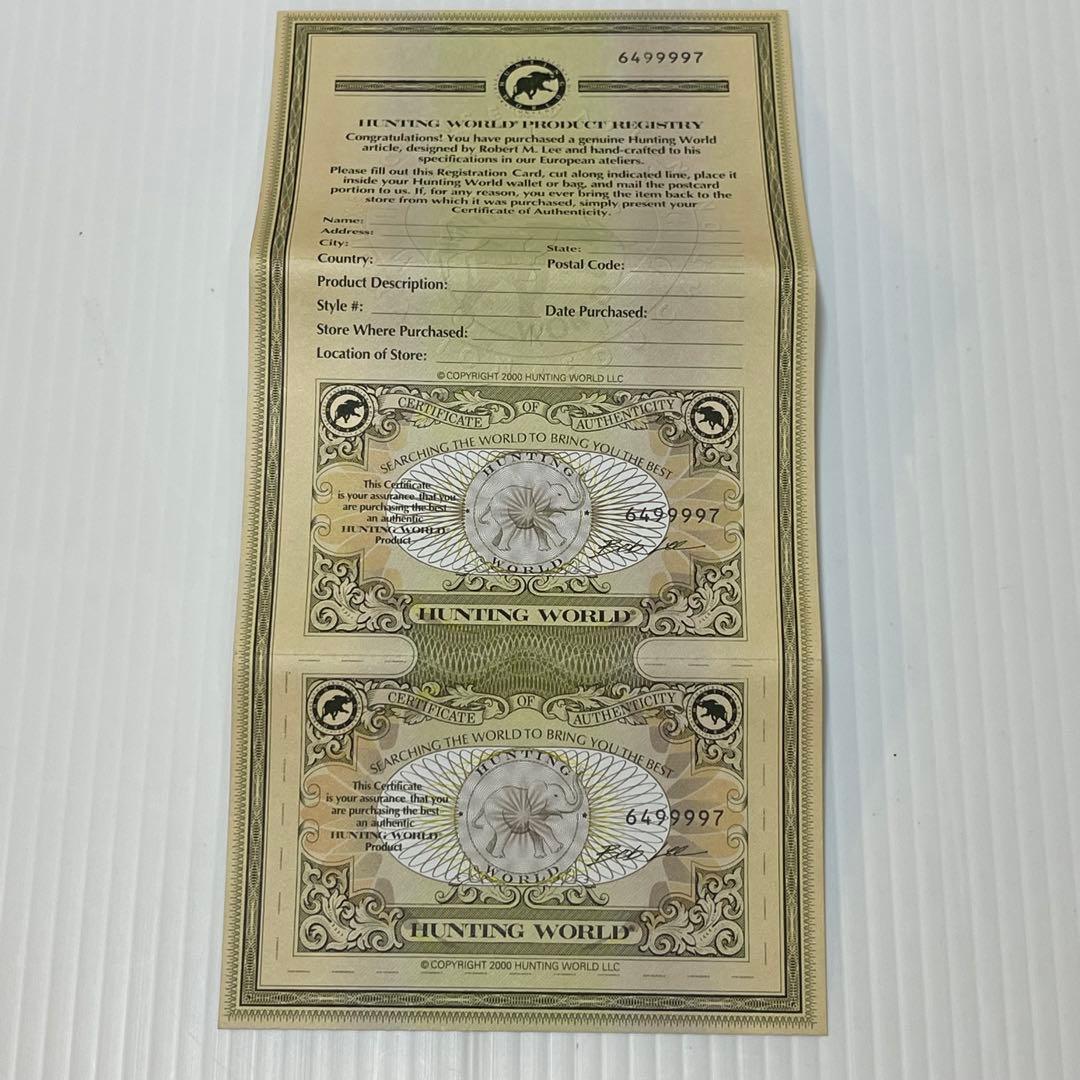 6499997
HUNTING WORLD
HUNTING WORLD® PRODUCT REGISTRY
Congratulations! You have purchased a genuine Hunting World
article, designed by Robert M. Lee and hand-crafted to his
specifications in our European ateliers.
Please fill out this Registration Card, cut along indicated line, place it
inside your Hunting World wallet or bag, and mail the postcard
portion to us. If, for any reason, you ever bring the item back to the
store from which it was purchased, simply present your
Certificate of Authenticity.
Name:
Address:
City:
State:
Country:
Postal Code:
Product Description:
Style #:
Date Purchased:
Store Where Purchased:
Location of Store:
© COPYRIGHT 2000 HUNTING WORLD LLC
CERTIFICATE OF AUTHENTICITY
SEARCHING THE WORLD TO BRING YOU THE BEST
HUNTING
This Certificate
is your assurance that you
are purchasing the best
an authentic
HUNTING WORLD®
Product
6499997
Bob Lee
WORLD
HUNTING WORLD®
CERTIFICATE OF AUTHENTICITY
SEARCHING THE WORLD TO BRING YOU THE BEST
HUNTING
This Certificate
is your assurance that you
are purchasing the best
an authentic
HUNTING WORLD®
Product
6499997
Bob Lee
WORLD
HUNTING WORLD®
© COPYRIGHT 2000 HUNTING WORLD LLC